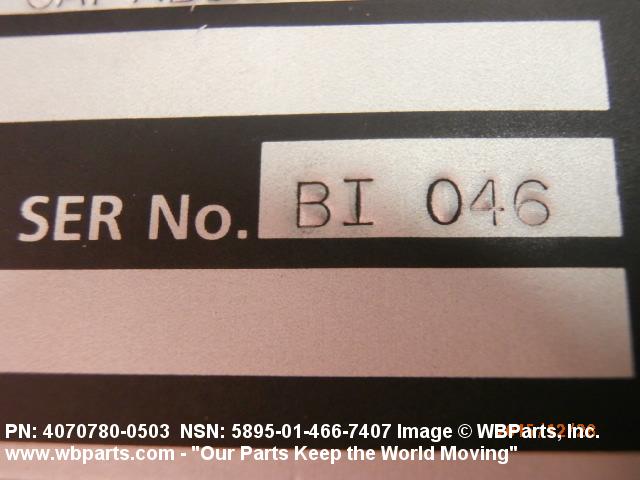 SER No. BI 046
PN: 4070780-0503 NSN: 5895-01-466-7407 Image © WBParts, Inc.
www.wbparts.com - "Our Parts Keep the World Moving"